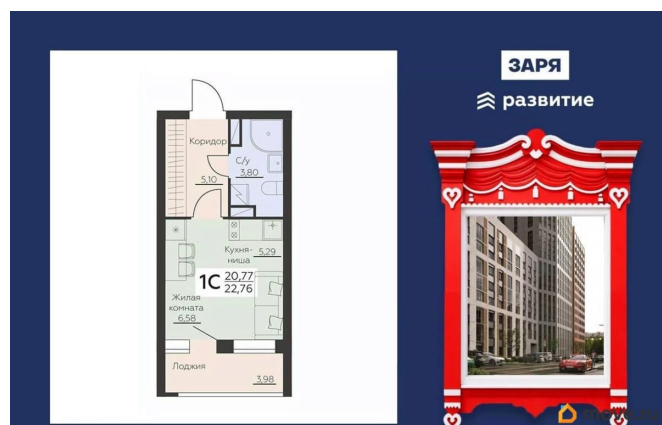 ЗАРЯ
развитие
Коридор
5,10
С/у
3,80
Кухня-
ниша
5,29
1С 20,77
22,76
Жилая
комната
6,58
Лоджия
3,98